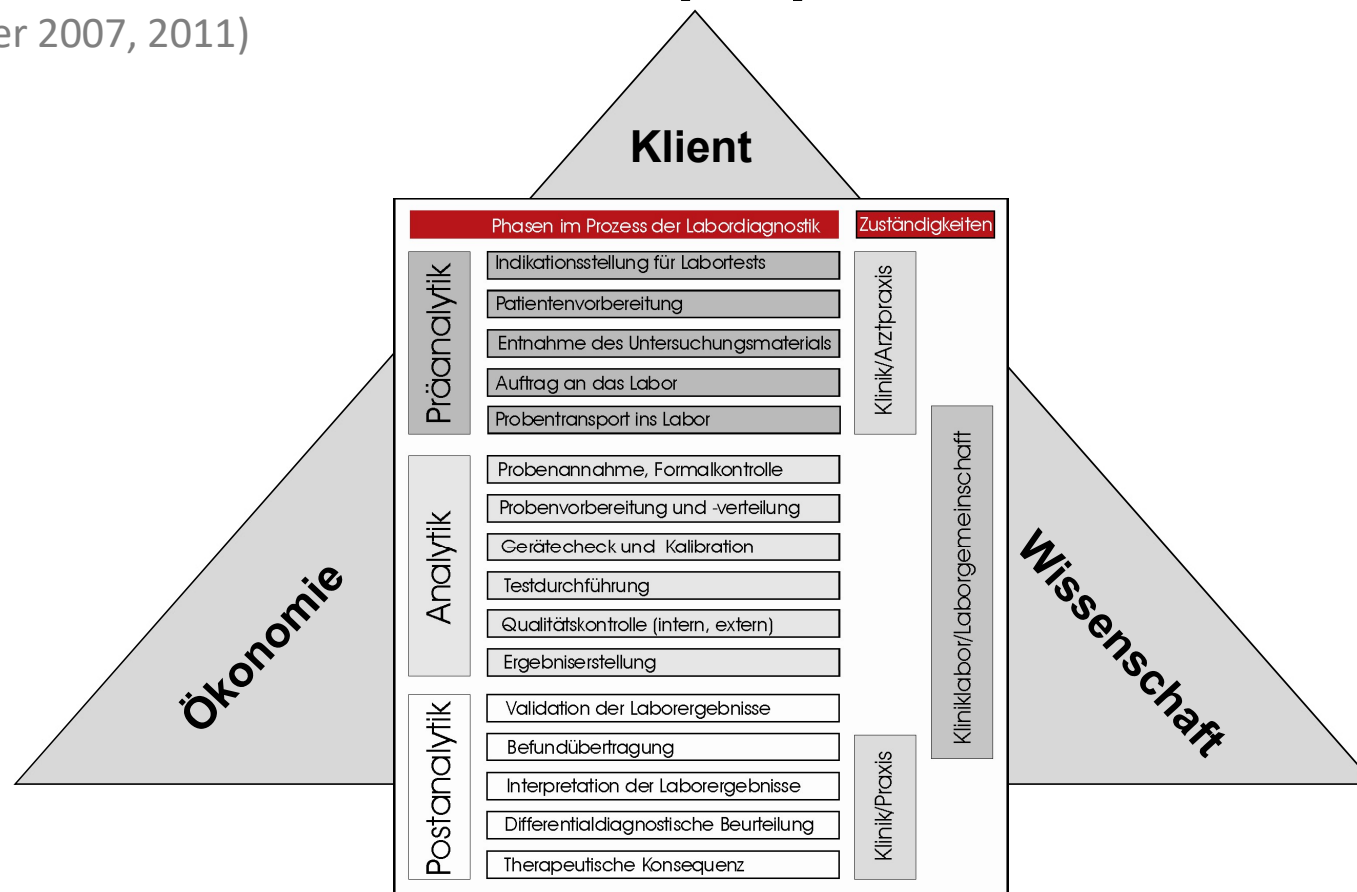 er 2007, 2011)
Klient
Phasen im Prozess der Labordiagnostik
Zuständigkeiten
Präanalytik
Indikationsstellung für Labortests
Patientenvorbereitung
Entnahme des Untersuchungsmaterials
Auftrag an das Labor
Probentransport ins Labor
Klinik/Arztpraxis
Analytik
Probenannahme, Formalkontrolle
Probenvorbereitung und -verteilung
Gerätecheck und Kalibration
Testdurchführung
Qualitätskontrolle (intern, extern)
Ergebniserstellung
Kliniklabor/Laborgemeinschaft
Postanalytik
Validation der Laborergebnisse
Befundübertragung
Interpretation der Laborergebnisse
Differentialdiagnostische Beurteilung
Therapeutische Konsequenz
Klinik/Praxis
Ökonomie
Wissenschaft